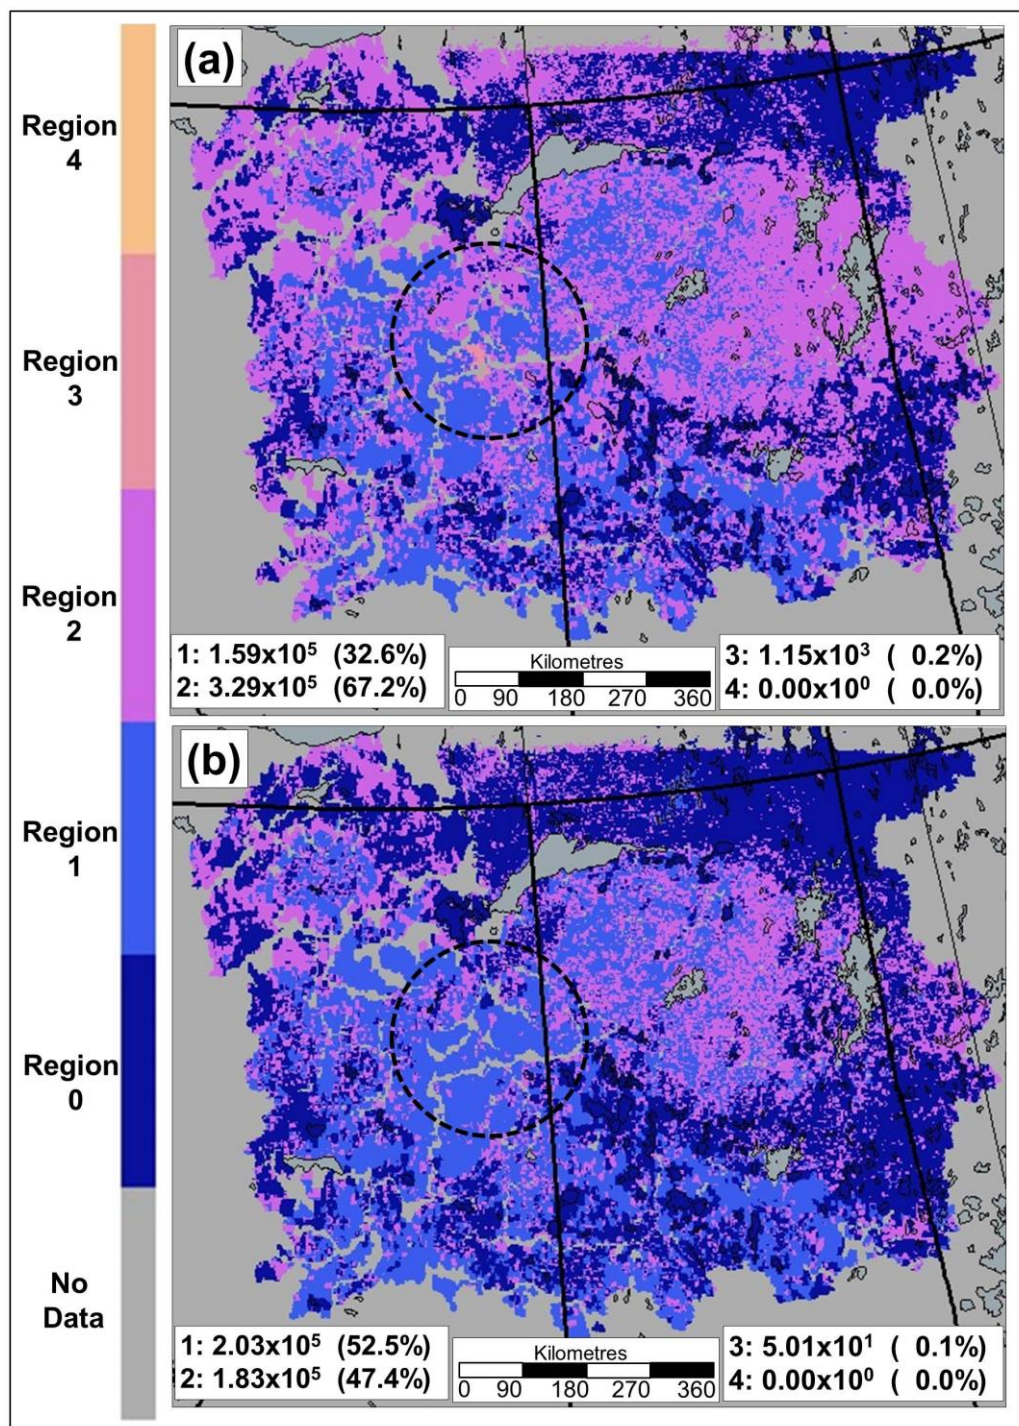 Region
4
Region
3
Region
2
Region
1
Region
0
No
Data
(a)
1: 1.59x10⁵ (32.6%)
2: 3.29x10⁵ (67.2%)
Kilometres
0 90 180 270 360
3: 1.15x10³ ( 0.2%)
4: 0.00x10⁰ ( 0.0%)
(b)
1: 2.03x10⁵ (52.5%)
2: 1.83x10⁵ (47.4%)
Kilometres
0 90 180 270 360
3: 5.01x10¹ ( 0.1%)
4: 0.00x10⁰ ( 0.0%)